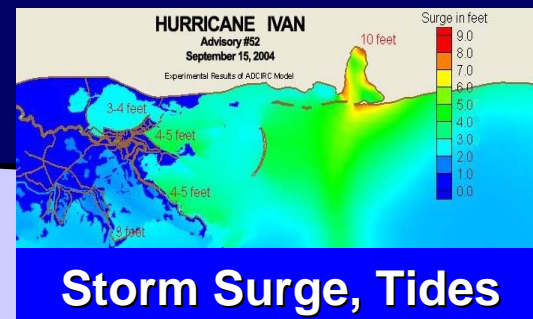 HURRICANE IVAN
Advisory #52
September 15, 2004
Experimental Results of ADCIRC Model
Surge in feet
9.0
8.0
7.0
6.0
5.0
4.0
3.0
2.0
1.0
0.0
10 feet
3-4 feet
4-5 feet
4-5 feet
3 feet
Storm Surge, Tides